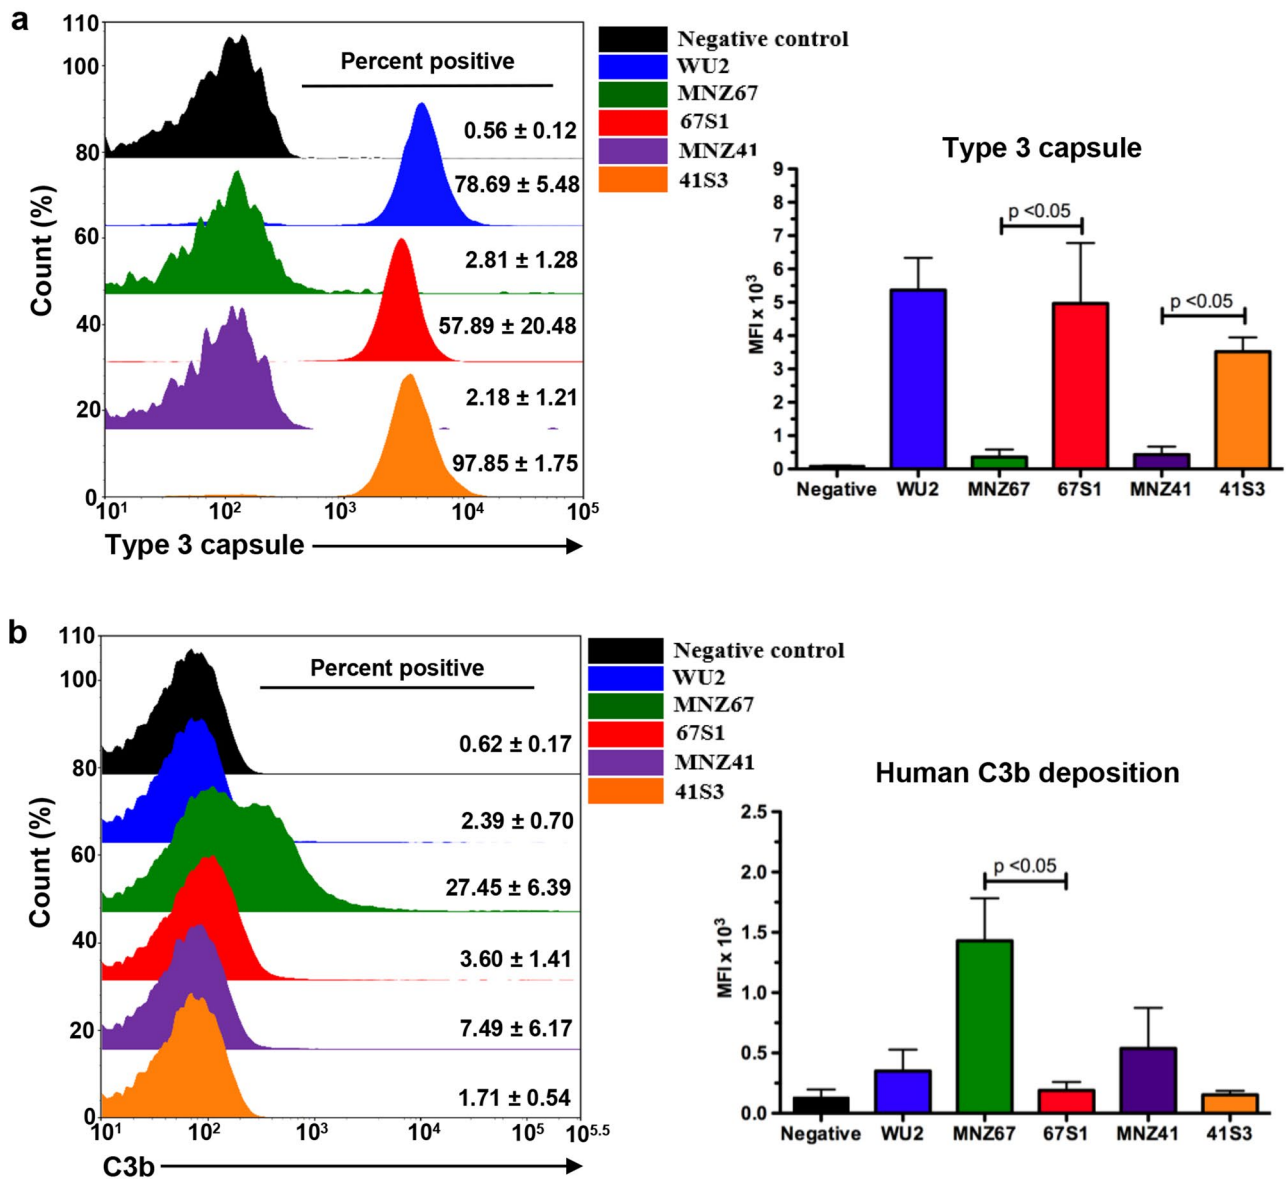 a
110
100
80
60
40
20
0
Count (%)
Percent positive
0.56 ± 0.12
78.69 ± 5.48
2.81 ± 1.28
57.89 ± 20.48
2.18 ± 1.21
97.85 ± 1.75
10¹ 10² 10³ 10⁴ 10⁵
Type 3 capsule
Negative control
WU2
MNZ67
67S1
MNZ41
41S3
Type 3 capsule
9
8
7
6
5
4
3
2
1
0
MFI x 10³
p <0.05
p <0.05
Negative WU2 MNZ67 67S1 MNZ41 41S3
b
110
100
80
60
40
20
0
Count (%)
Percent positive
0.62 ± 0.17
2.39 ± 0.70
27.45 ± 6.39
3.60 ± 1.41
7.49 ± 6.17
1.71 ± 0.54
10¹ 10² 10³ 10⁴ 10⁵ 10⁵·⁵
C3b
Negative control
WU2
MNZ67
67S1
MNZ41
41S3
Human C3b deposition
2.5
2.0
1.5
1.0
0.5
0.0
MFI x 10³
p <0.05
Negative WU2 MNZ67 67S1 MNZ41 41S3